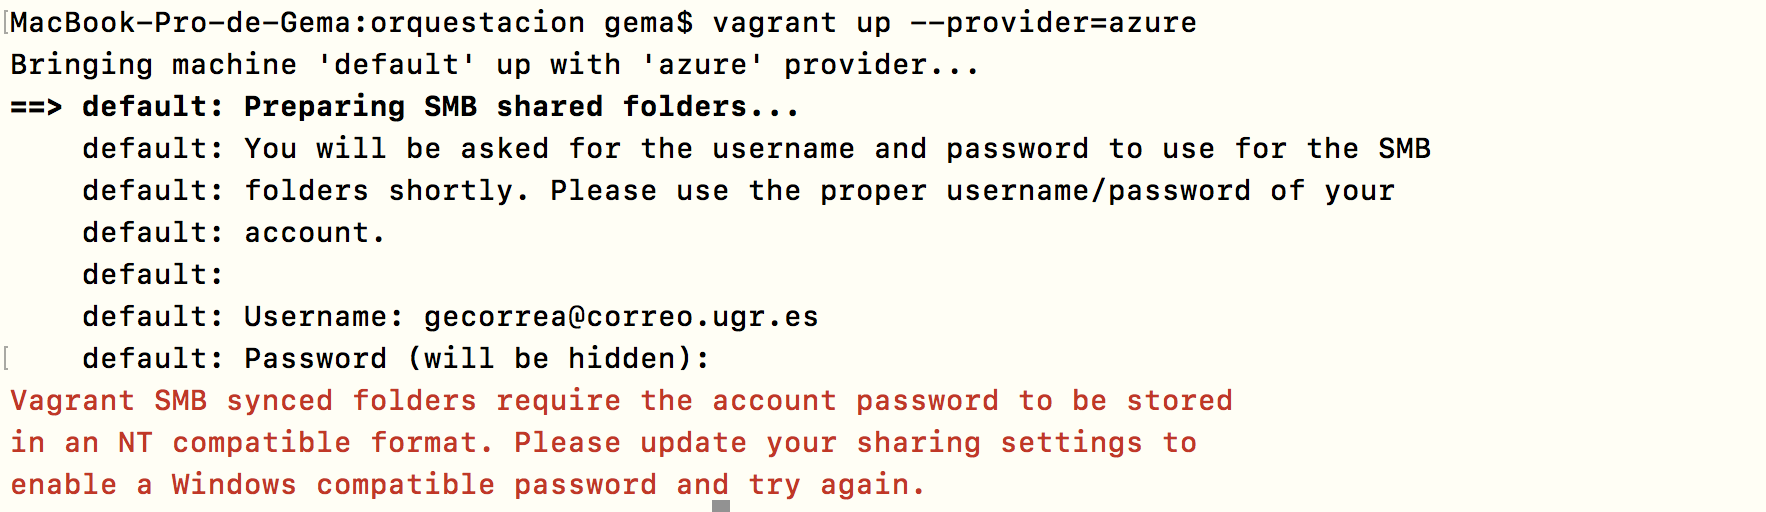 MacBook-Pro-de-Gema:orquestacion gema$ vagrant up --provider=azure
Bringing machine 'default' up with 'azure' provider...
==> default: Preparing SMB shared folders...
    default: You will be asked for the username and password to use for the SMB
    default: folders shortly. Please use the proper username/password of your
    default: account.
    default:
    default: Username: gecorrea@correo.ugr.es
    default: Password (will be hidden):
Vagrant SMB synced folders require the account password to be stored
in an NT compatible format. Please update your sharing settings to
enable a Windows compatible password and try again.